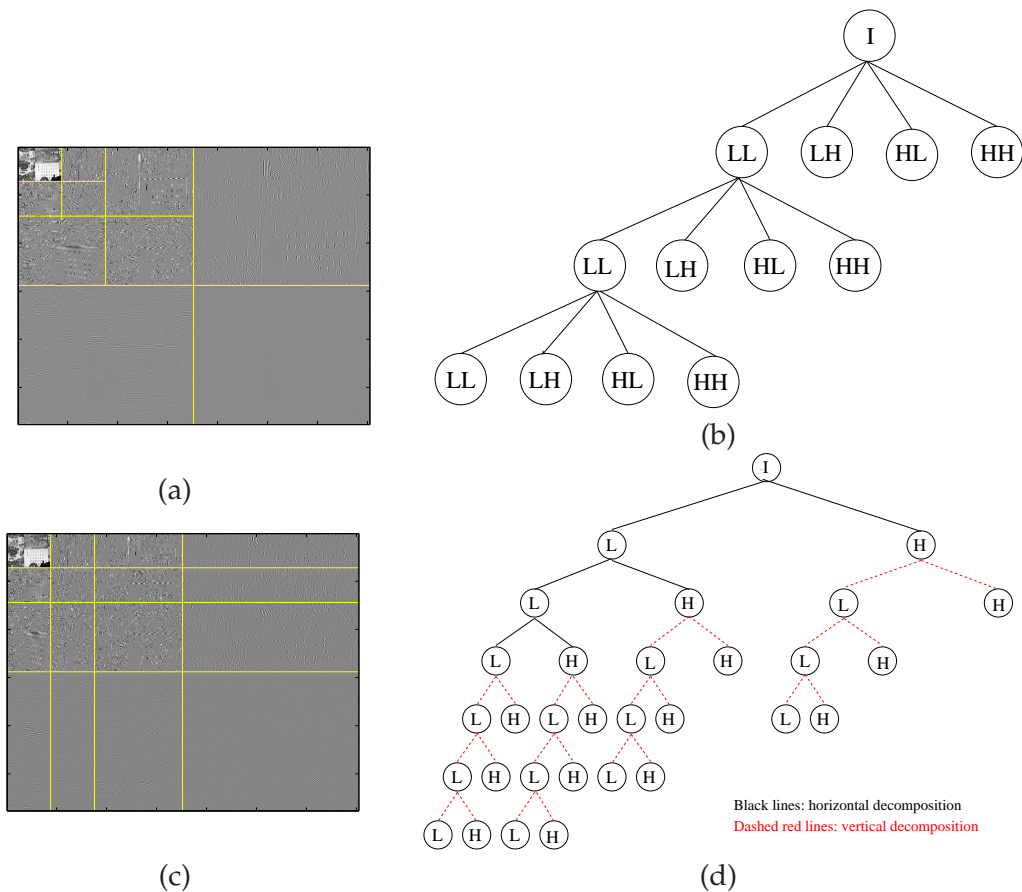 I
LL LH HL HH
LL LH HL HH
LL LH HL HH
(b)
(a)
I
L H
L H L H
L H L H L H
L H L H L H L H
L H L H L H
L H L H
Black lines: horizontal decomposition
Dashed red lines: vertical decomposition
(c)
(d)